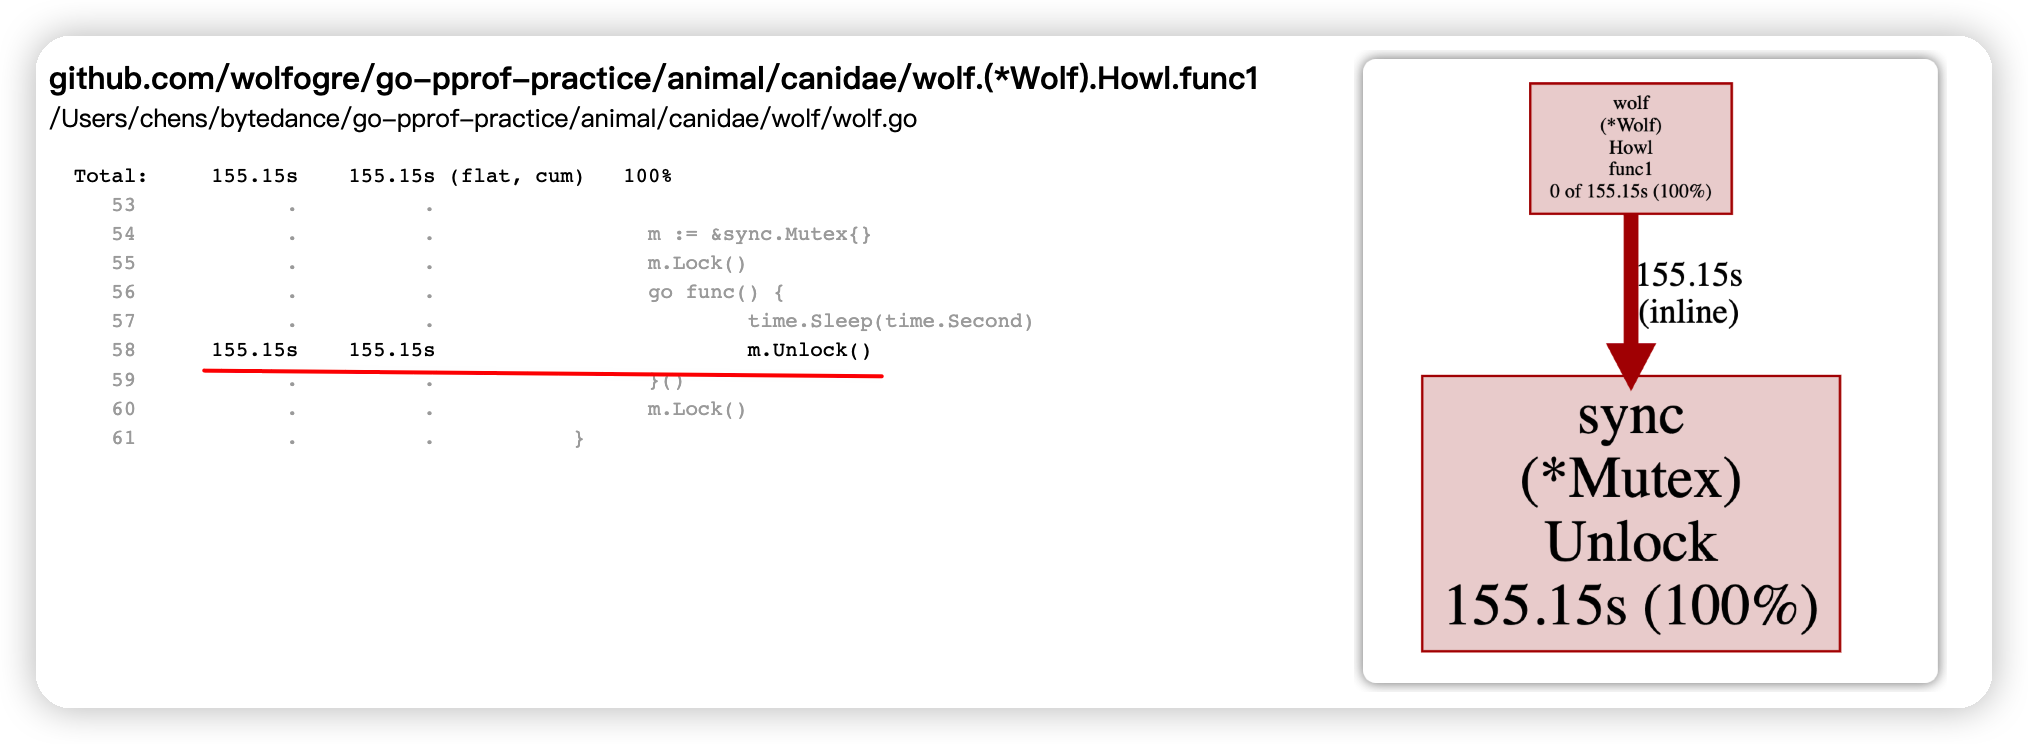 github.com/wolfogre/go-pprof-practice/animal/canidae/wolf.(*Wolf).Howl.func1
/Users/chens/bytedance/go-pprof-practice/animal/canidae/wolf/wolf.go
Total: 155.15s 155.15s (flat, cum) 100%
53 . .
54 . . m := &sync.Mutex{}
55 . . m.Lock()
56 . . go func() {
57 . . time.Sleep(time.Second)
58 155.15s 155.15s m.Unlock()
59 . . }()
60 . . m.Lock()
61 . . }
wolf
(*Wolf)
Howl
func1
0 of 155.15s (100%)
155.15s
(inline)
sync
(*Mutex)
Unlock
155.15s (100%)